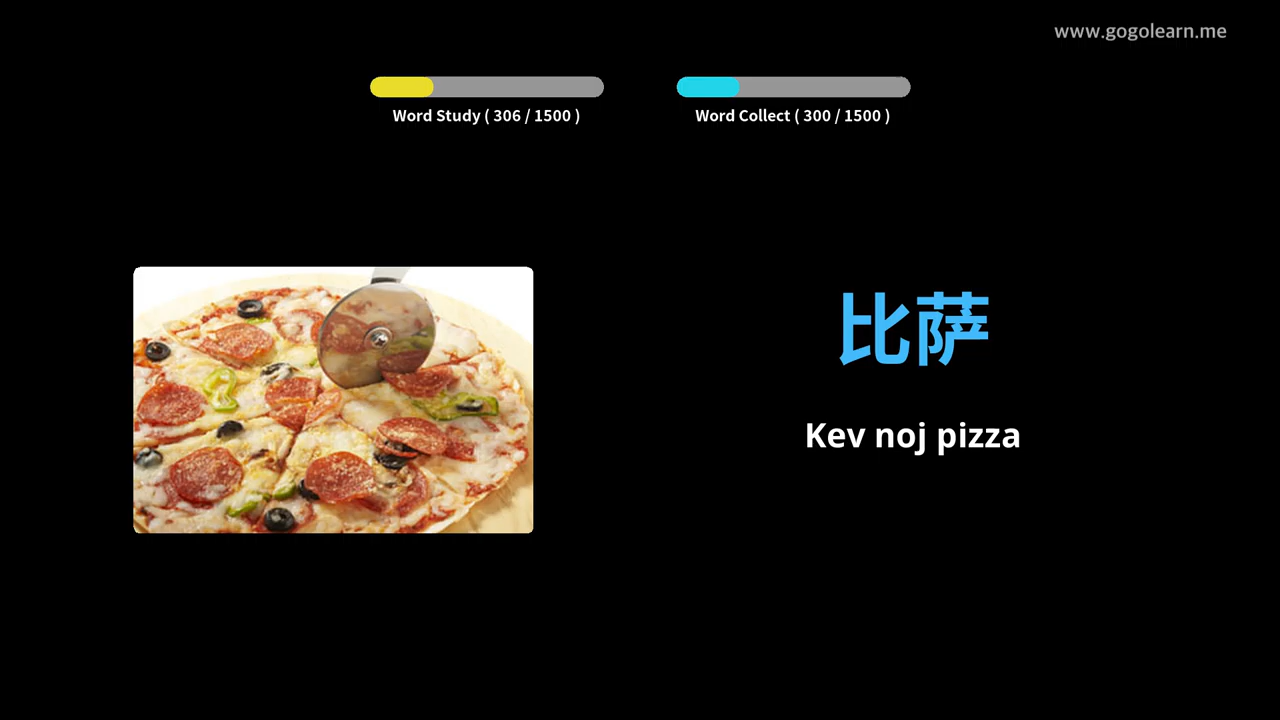 www.gogolearn.me
Word Study ( 306 / 1500 )
Word Collect ( 300 / 1500 )
比萨
Kev noj pizza